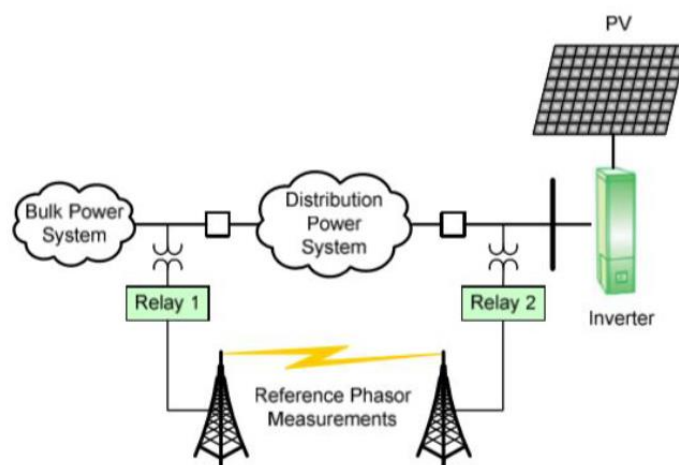 PV
Bulk Power
System
Distribution
Power
System
Relay 1
Relay 2
Inverter
Reference Phasor
Measurements